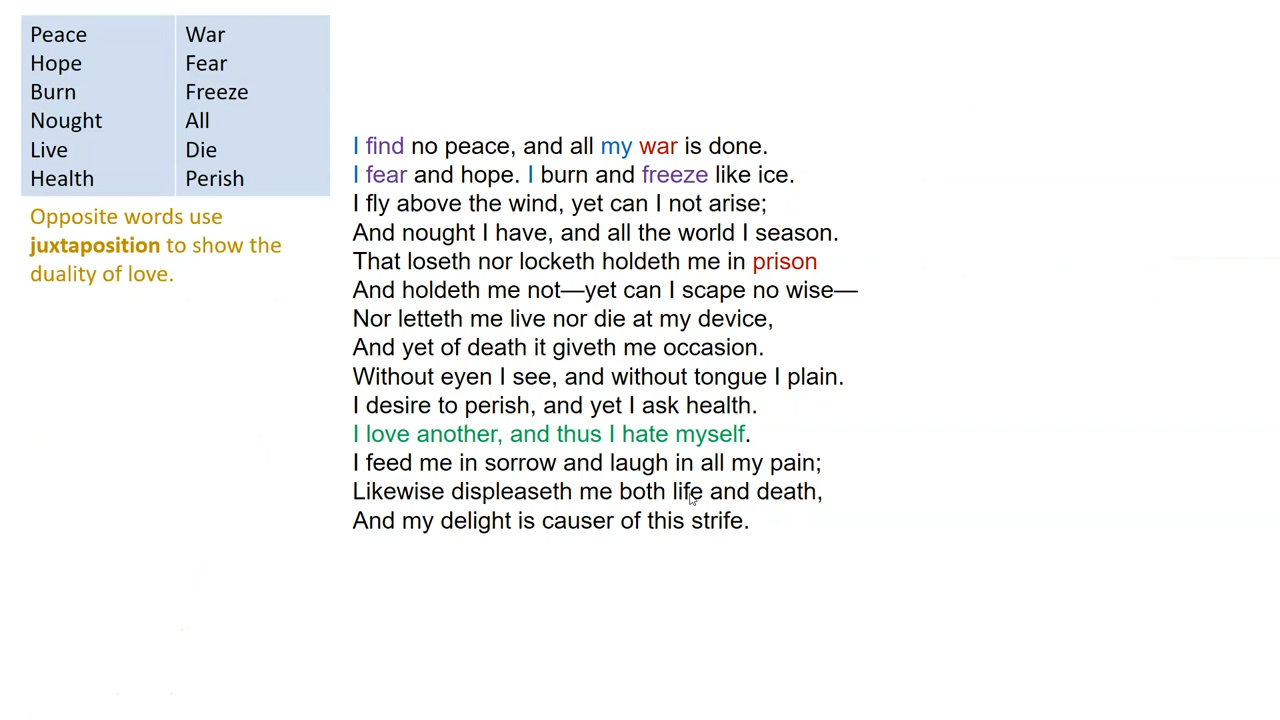 Peace War
Hope Fear
Burn Freeze
Nought All
Live Die
Health Perish
Opposite words use
juxtaposition to show the
duality of love.
I find no peace, and all my war is done.
I fear and hope. I burn and freeze like ice.
I fly above the wind, yet can I not arise;
And nought I have, and all the world I season.
That loseth nor locketh holdeth me in prison
And holdeth me not—yet can I scape no wise—
Nor letteth me live nor die at my device,
And yet of death it giveth me occasion.
Without eyen I see, and without tongue I plain.
I desire to perish, and yet I ask health.
I love another, and thus I hate myself.
I feed me in sorrow and laugh in all my pain;
Likewise displeaseth me both life and death,
And my delight is causer of this strife.